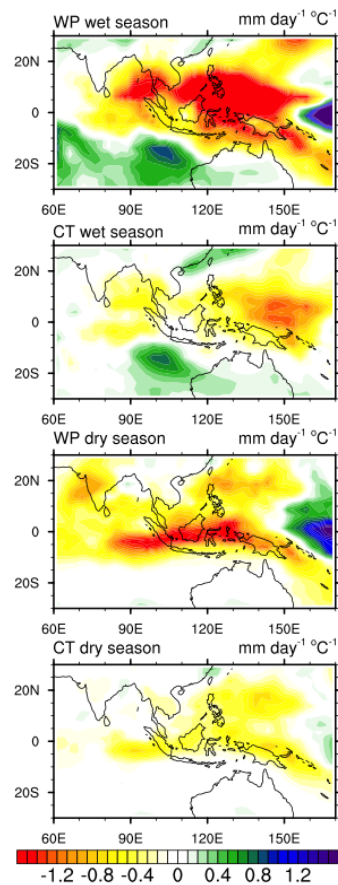 WP wet season mm day⁻¹ °C⁻¹
20N
0
20S
60E 90E 120E 150E
CT wet season mm day⁻¹ °C⁻¹
20N
0
20S
60E 90E 120E 150E
WP dry season mm day⁻¹ °C⁻¹
20N
0
20S
60E 90E 120E 150E
CT dry season mm day⁻¹ °C⁻¹
20N
0
20S
60E 90E 120E 150E
-1.2 -0.8 -0.4 0 0.4 0.8 1.2